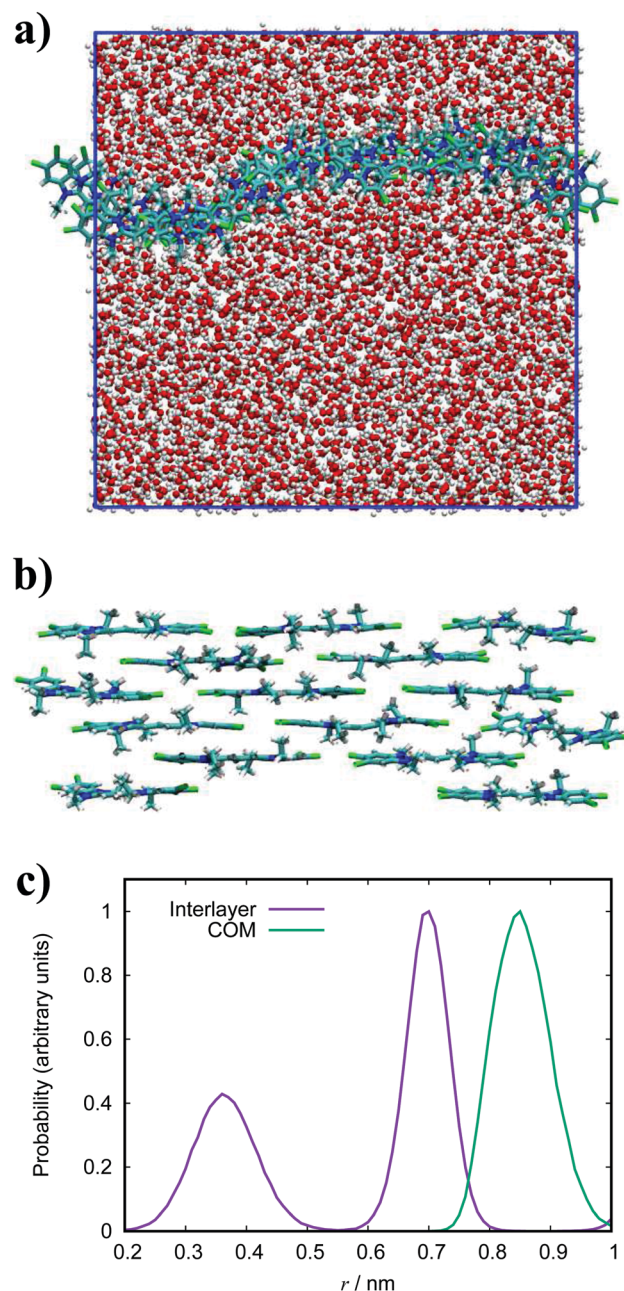 a)
b)
c)
Interlayer
COM
Probability (arbitrary units)
1
0.8
0.6
0.4
0.2
0
0.2 0.3 0.4 0.5 0.6 0.7 0.8 0.9 1
r / nm